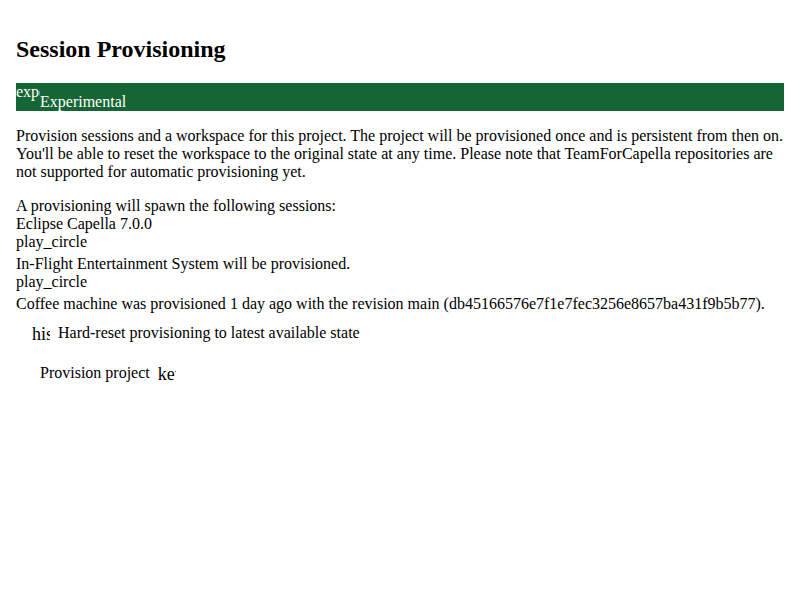 Session Provisioning
exp Experimental
Provision sessions and a workspace for this project. The project will be provisioned once and is persistent from then on.
You'll be able to reset the workspace to the original state at any time. Please note that TeamForCapella repositories are
not supported for automatic provisioning yet.
A provisioning will spawn the following sessions:
Eclipse Capella 7.0.0
play_circle
In-Flight Entertainment System will be provisioned.
play_circle
Coffee machine was provisioned 1 day ago with the revision main (db45166576e7f1e7fec3256e8657ba431f9b5b77).
his Hard-reset provisioning to latest available state
Provision project ke